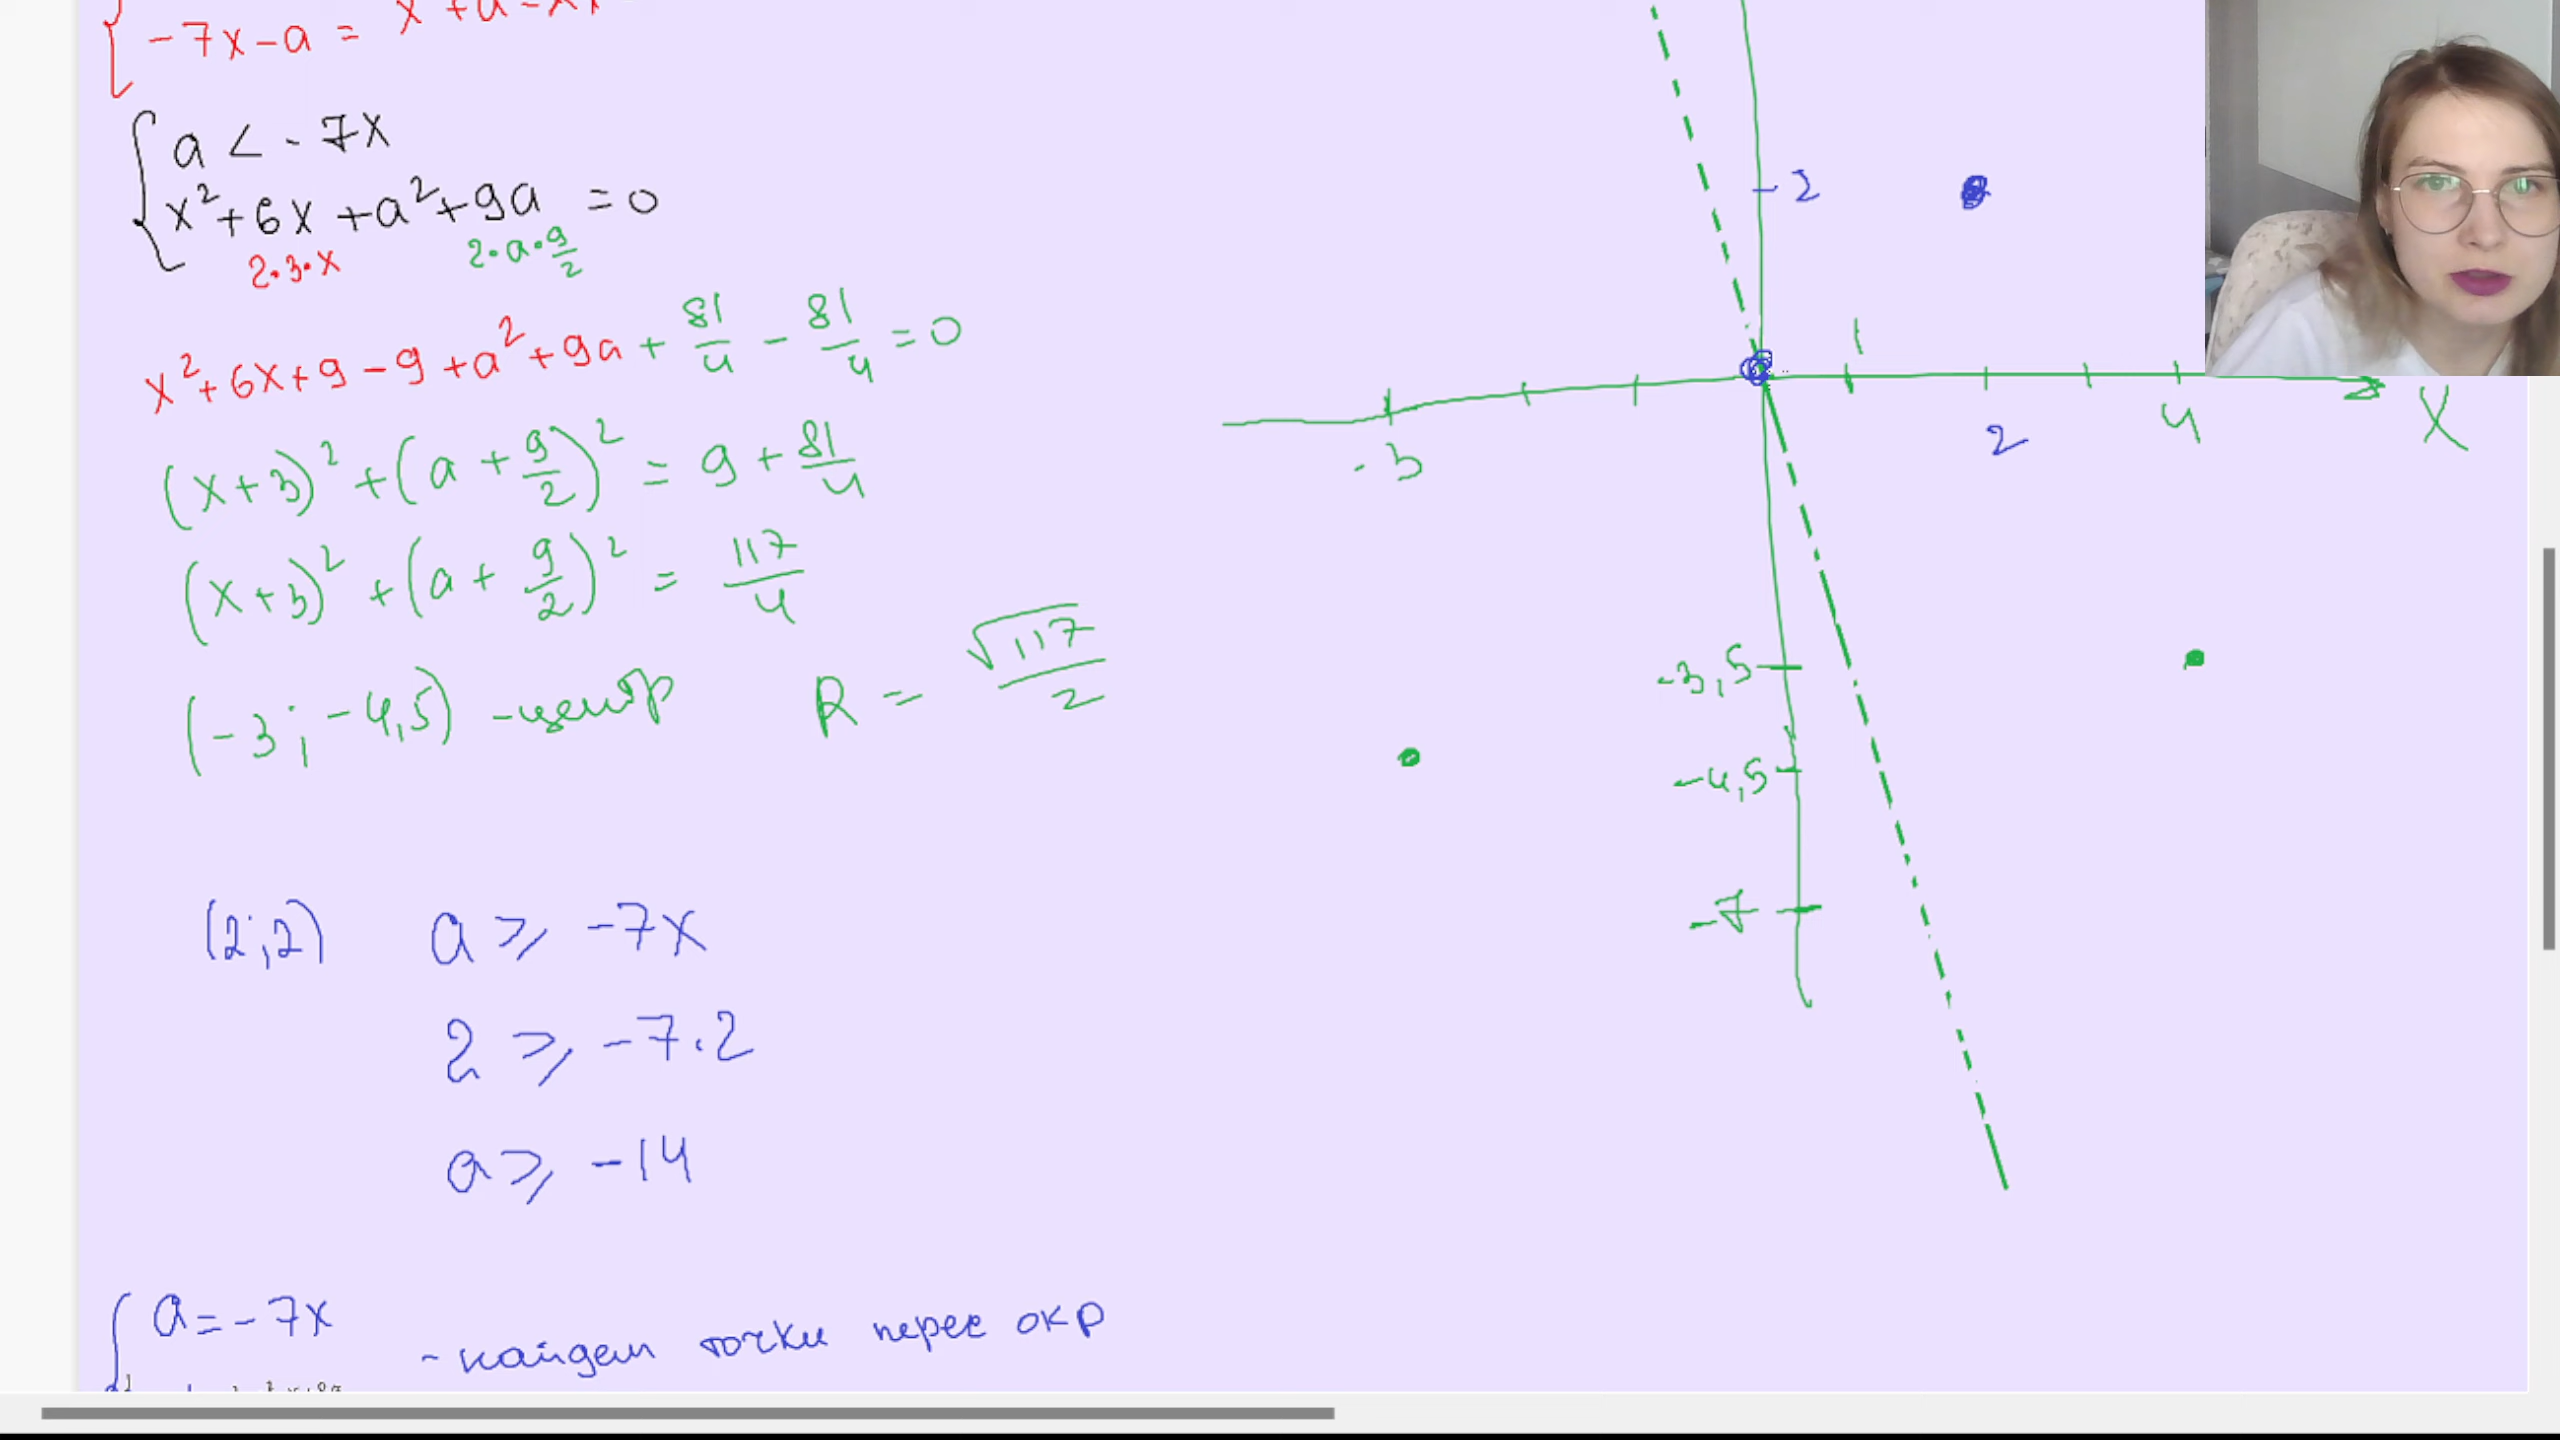 -7x-a = x²+a²-x+
a < -7x
x²+6x+a²+9a = 0
2·3·x 2·a·9/2
x²+6x+9-9+a²+9a+81/4-81/4=0
(x+3)²+(a+9/2)²=9+81/4
(x+3)²+(a+9/2)²=117/4
(-3;-4,5) -центр R=√117/2
(2;2) a ≥ -7x
2 ≥ -7·2
a ≥ -14
a=-7x
-найдем точки перес окр
2
1
-3
2
4
X
-3,5
-4,5
-7